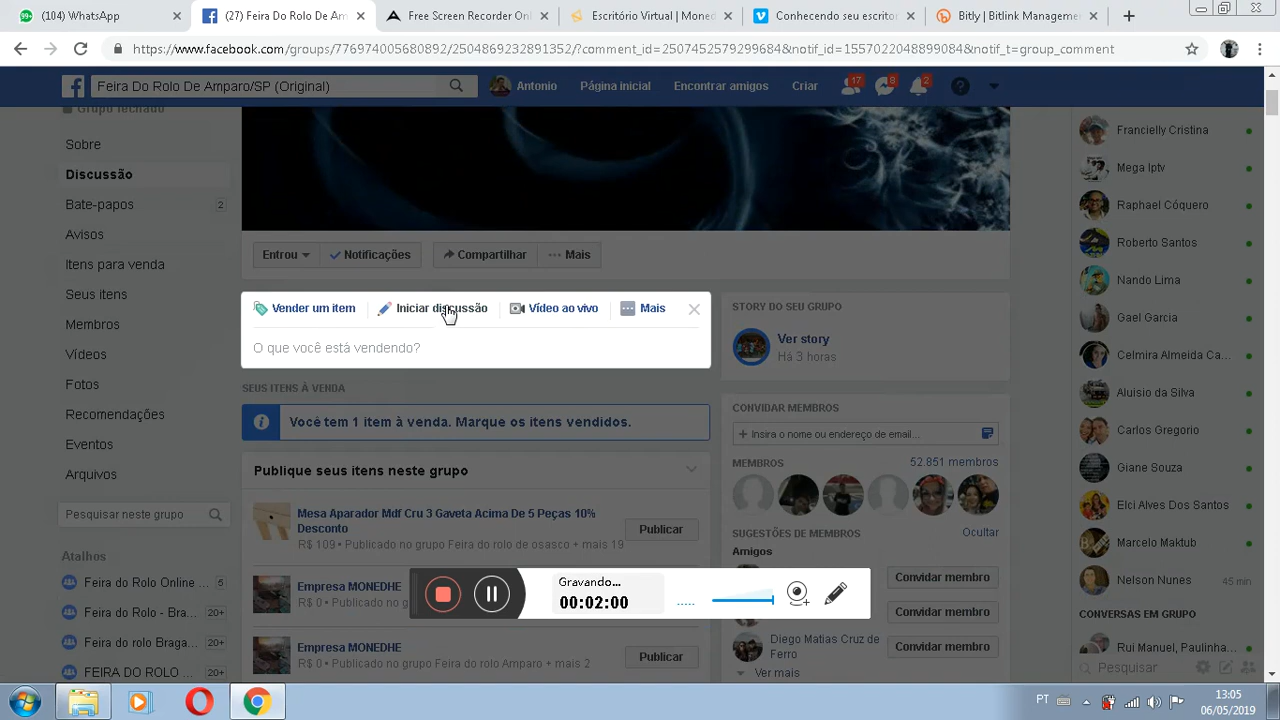 (101) WhatsApp
(27) Feira Do Rolo De Am
Free Screen Recorder Onl
Escritório Virtual | Moned
Conhecendo seu escritor
Bitly | Bitlink Managemen
https://www.facebook.com/groups/776974005680892/2504869232891352/?comment_id=2507452579299684&notif_id=1557022048899084&notif_t=group_comment
Feira Do Rolo De Amparo/SP (Original)
Antonio
Página inicial
Encontrar amigos
Criar
17
8
2
Grupo fechado
Sobre
Discussão
Bate-papos
2
Avisos
Itens para venda
Seus itens
Membros
Vídeos
Fotos
Recomendações
Eventos
Arquivos
Pesquisar neste grupo
Atalhos
Feira do Rolo Online ...
5
Feira do Rolo - Bra...
20+
Feira do rolo Braga...
20+
FEIRA DO ROLO ...
20+
Entrou
Notificações
Compartilhar
Mais
Vender um item
Iniciar discussão
Vídeo ao vivo
Mais
O que você está vendendo?
SEUS ITENS À VENDA
Você tem 1 item à venda. Marque os itens vendidos.
Publique seus itens neste grupo
Mesa Aparador Mdf Cru 3 Gaveta Acima De 5 Peças 10%
Desconto
R$ 109 • Publicado no grupo Feira do rolo de osasco + mais 19
Publicar
Empresa MONEDHE
R$ 0 •
Empresa MONEDHE
R$ 0 • Publicado no grupo Feira do rolo Amparo + mais 2
Publicar
Gravando...
00:02:00
STORY DO SEU GRUPO
Ver story
Há 3 horas
CONVIDAR MEMBROS
+ Insira o nome ou endereço de email...
MEMBROS
52.851 membros
SUGESTÕES DE MEMBROS
Ocultar
Amigos
Convidar membro
Convidar membro
Diego Matias Cruz de
Ferro
Convidar membro
Ver mais
Francielly Cristina
Mega Iptv
Raphael Cóquero
Roberto Santos
Nando Lima
Gael Garcia
Celmira Almeida Ca...
Aluisio da Silva
Carlos Gregorio
Giane Souza
Elci Alves Dos Santos
Marcelo Maktub
Nelson Nunes
45 min
CONVERSAS EM GRUPO
Rui Manuel, Paulinha...
Pesquisar
PT
13:05
06/05/2019